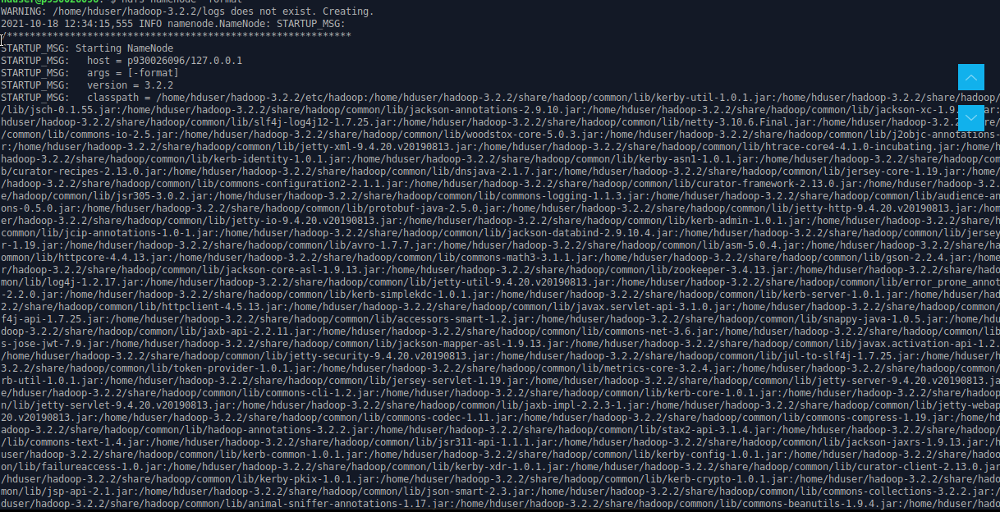 hduser@p930026096:~$ hdfs namenode -format
WARNING: /home/hduser/hadoop-3.2.2/logs does not exist. Creating.
2021-10-18 12:34:15,555 INFO namenode.NameNode: STARTUP_MSG:
/************************************************************
STARTUP_MSG: Starting NameNode
STARTUP_MSG:   host = p930026096/127.0.0.1
STARTUP_MSG:   args = [-format]
STARTUP_MSG:   version = 3.2.2
STARTUP_MSG:   classpath = /home/hduser/hadoop-3.2.2/etc/hadoop:/home/hduser/hadoop-3.2.2/share/hadoop/common/lib/kerby-util-1.0.1.jar:/home/hduser/hadoop-3.2.2/share/hadoop/
/lib/jsch-0.1.55.jar:/home/hduser/hadoop-3.2.2/share/hadoop/common/lib/jackson-annotations-2.9.10.jar:/home/hduser/hadoop-3.2.2/share/hadoop/common/lib/jackson-xc-1.9 ar:
hduser/hadoop-3.2.2/share/hadoop/common/lib/slf4j-log4j12-1.7.25.jar:/home/hduser/hadoop-3.2.2/share/hadoop/common/lib/netty-3.10.6.Final.jar:/home/hduser/hadoop-3.2. re/
/common/lib/commons-io-2.5.jar:/home/hduser/hadoop-3.2.2/share/hadoop/common/lib/woodstox-core-5.0.3.jar:/home/hduser/hadoop-3.2.2/share/hadoop/common/lib/j2objc-annotations-
r:/home/hduser/hadoop-3.2.2/share/hadoop/common/lib/jetty-xml-9.4.20.v20190813.jar:/home/hduser/hadoop-3.2.2/share/hadoop/common/lib/htrace-core4-4.1.0-incubating.jar:/home/h
hadoop-3.2.2/share/hadoop/common/lib/kerb-identity-1.0.1.jar:/home/hduser/hadoop-3.2.2/share/hadoop/common/lib/kerby-asn1-1.0.1.jar:/home/hduser/hadoop-3.2.2/share/hadoop/com
b/curator-recipes-2.13.0.jar:/home/hduser/hadoop-3.2.2/share/hadoop/common/lib/dnsjava-2.1.7.jar:/home/hduser/hadoop-3.2.2/share/hadoop/common/lib/jersey-core-1.19.jar:/home/
/hadoop-3.2.2/share/hadoop/common/lib/commons-configuration2-2.1.1.jar:/home/hduser/hadoop-3.2.2/share/hadoop/common/lib/curator-framework-2.13.0.jar:/home/hduser/hadoop-3.2.
e/hadoop/common/lib/jsr305-3.0.2.jar:/home/hduser/hadoop-3.2.2/share/hadoop/common/lib/commons-logging-1.1.3.jar:/home/hduser/hadoop-3.2.2/share/hadoop/common/lib/audience-an
ons-0.5.0.jar:/home/hduser/hadoop-3.2.2/share/hadoop/common/lib/protobuf-java-2.5.0.jar:/home/hduser/hadoop-3.2.2/share/hadoop/common/lib/jetty-http-9.4.20.v20190813.jar:/hom
er/hadoop-3.2.2/share/hadoop/common/lib/jetty-io-9.4.20.v20190813.jar:/home/hduser/hadoop-3.2.2/share/hadoop/common/lib/kerb-admin-1.0.1.jar:/home/hduser/hadoop-3.2.2/share/h
common/lib/jcip-annotations-1.0-1.jar:/home/hduser/hadoop-3.2.2/share/hadoop/common/lib/jackson-databind-2.9.10.4.jar:/home/hduser/hadoop-3.2.2/share/hadoop/common/lib/jersey
r-1.19.jar:/home/hduser/hadoop-3.2.2/share/hadoop/common/lib/avro-1.7.7.jar:/home/hduser/hadoop-3.2.2/share/hadoop/common/lib/asm-5.0.4.jar:/home/hduser/hadoop-3.2.2/share/ha
ommon/lib/httpcore-4.4.13.jar:/home/hduser/hadoop-3.2.2/share/hadoop/common/lib/commons-math3-3.1.1.jar:/home/hduser/hadoop-3.2.2/share/hadoop/common/lib/gson-2.2.4.jar:/home
r/hadoop-3.2.2/share/hadoop/common/lib/jackson-core-asl-1.9.13.jar:/home/hduser/hadoop-3.2.2/share/hadoop/common/lib/zookeeper-3.4.13.jar:/home/hduser/hadoop-3.2.2/share/hado
mon/lib/log4j-1.2.17.jar:/home/hduser/hadoop-3.2.2/share/hadoop/common/lib/jetty-util-9.4.20.v20190813.jar:/home/hduser/hadoop-3.2.2/share/hadoop/common/lib/error_prone_annot
-2.2.0.jar:/home/hduser/hadoop-3.2.2/share/hadoop/common/lib/kerb-simplekdc-1.0.1.jar:/home/hduser/hadoop-3.2.2/share/hadoop/common/lib/kerb-server-1.0.1.jar:/home/hduser/had
2.2/share/hadoop/common/lib/httpclient-4.5.13.jar:/home/hduser/hadoop-3.2.2/share/hadoop/common/lib/javax.servlet-api-3.1.0.jar:/home/hduser/hadoop-3.2.2/share/hadoop/common/
f4j-api-1.7.25.jar:/home/hduser/hadoop-3.2.2/share/hadoop/common/lib/accessors-smart-1.2.jar:/home/hduser/hadoop-3.2.2/share/hadoop/common/lib/snappy-java-1.0.5.jar:/home/hdu
doop-3.2.2/share/hadoop/common/lib/jaxb-api-2.2.11.jar:/home/hduser/hadoop-3.2.2/share/hadoop/common/lib/commons-net-3.6.jar:/home/hduser/hadoop-3.2.2/share/hadoop/common/lib
s-jose-jwt-7.9.jar:/home/hduser/hadoop-3.2.2/share/hadoop/common/lib/jackson-mapper-asl-1.9.13.jar:/home/hduser/hadoop-3.2.2/share/hadoop/common/lib/javax.activation-api-1.2.
/home/hduser/hadoop-3.2.2/share/hadoop/common/lib/jetty-security-9.4.20.v20190813.jar:/home/hduser/hadoop-3.2.2/share/hadoop/common/lib/jul-to-slf4j-1.7.25.jar:/home/hduser/h
3.2.2/share/hadoop/common/lib/token-provider-1.0.1.jar:/home/hduser/hadoop-3.2.2/share/hadoop/common/lib/metrics-core-3.2.4.jar:/home/hduser/hadoop-3.2.2/share/hadoop/common/
rb-util-1.0.1.jar:/home/hduser/hadoop-3.2.2/share/hadoop/common/lib/jersey-servlet-1.19.jar:/home/hduser/hadoop-3.2.2/share/hadoop/common/lib/jetty-server-9.4.20.v20190813.ja
hduser/hadoop-3.2.2/share/hadoop/common/lib/commons-cli-1.2.jar:/home/hduser/hadoop-3.2.2/share/hadoop/common/lib/kerb-core-1.0.1.jar:/home/hduser/hadoop-3.2.2/share/hadoop/c
n/lib/jetty-servlet-9.4.20.v20190813.jar:/home/hduser/hadoop-3.2.2/share/hadoop/common/lib/jaxb-impl-2.2.3-1.jar:/home/hduser/hadoop-3.2.2/share/hadoop/common/lib/jetty-webap
20.v20190813.jar:/home/hduser/hadoop-3.2.2/share/hadoop/common/lib/commons-codec-1.11.jar:/home/hduser/hadoop-3.2.2/share/hadoop/common/lib/commons-compress-1.19.jar:/home/hd
adoop-3.2.2/share/hadoop/common/lib/hadoop-annotations-3.2.2.jar:/home/hduser/hadoop-3.2.2/share/hadoop/common/lib/stax2-api-3.1.4.jar:/home/hduser/hadoop-3.2.2/share/hadoop/
/lib/commons-text-1.4.jar:/home/hduser/hadoop-3.2.2/share/hadoop/common/lib/jsr311-api-1.1.1.jar:/home/hduser/hadoop-3.2.2/share/hadoop/common/lib/jackson-jaxrs-1.9.13.jar:/h
user/hadoop-3.2.2/share/hadoop/common/lib/kerb-common-1.0.1.jar:/home/hduser/hadoop-3.2.2/share/hadoop/common/lib/kerby-config-1.0.1.jar:/home/hduser/hadoop-3.2.2/share/hadoo
on/lib/failureaccess-1.0.jar:/home/hduser/hadoop-3.2.2/share/hadoop/common/lib/kerby-xdr-1.0.1.jar:/home/hduser/hadoop-3.2.2/share/hadoop/common/lib/curator-client-2.13.0.jar
/hduser/hadoop-3.2.2/share/hadoop/common/lib/kerby-pkix-1.0.1.jar:/home/hduser/hadoop-3.2.2/share/hadoop/common/lib/kerb-crypto-1.0.1.jar:/home/hduser/hadoop-3.2.2/share/hado
mon/lib/jsp-api-2.1.jar:/home/hduser/hadoop-3.2.2/share/hadoop/common/lib/json-smart-2.3.jar:/home/hduser/hadoop-3.2.2/share/hadoop/common/lib/commons-collections-3.2.2.jar:/
duser/hadoop-3.2.2/share/hadoop/common/lib/animal-sniffer-annotations-1.17.jar:/home/hduser/hadoop-3.2.2/share/hadoop/common/lib/commons-beanutils-1.9.4.jar:/home/hduser/hado